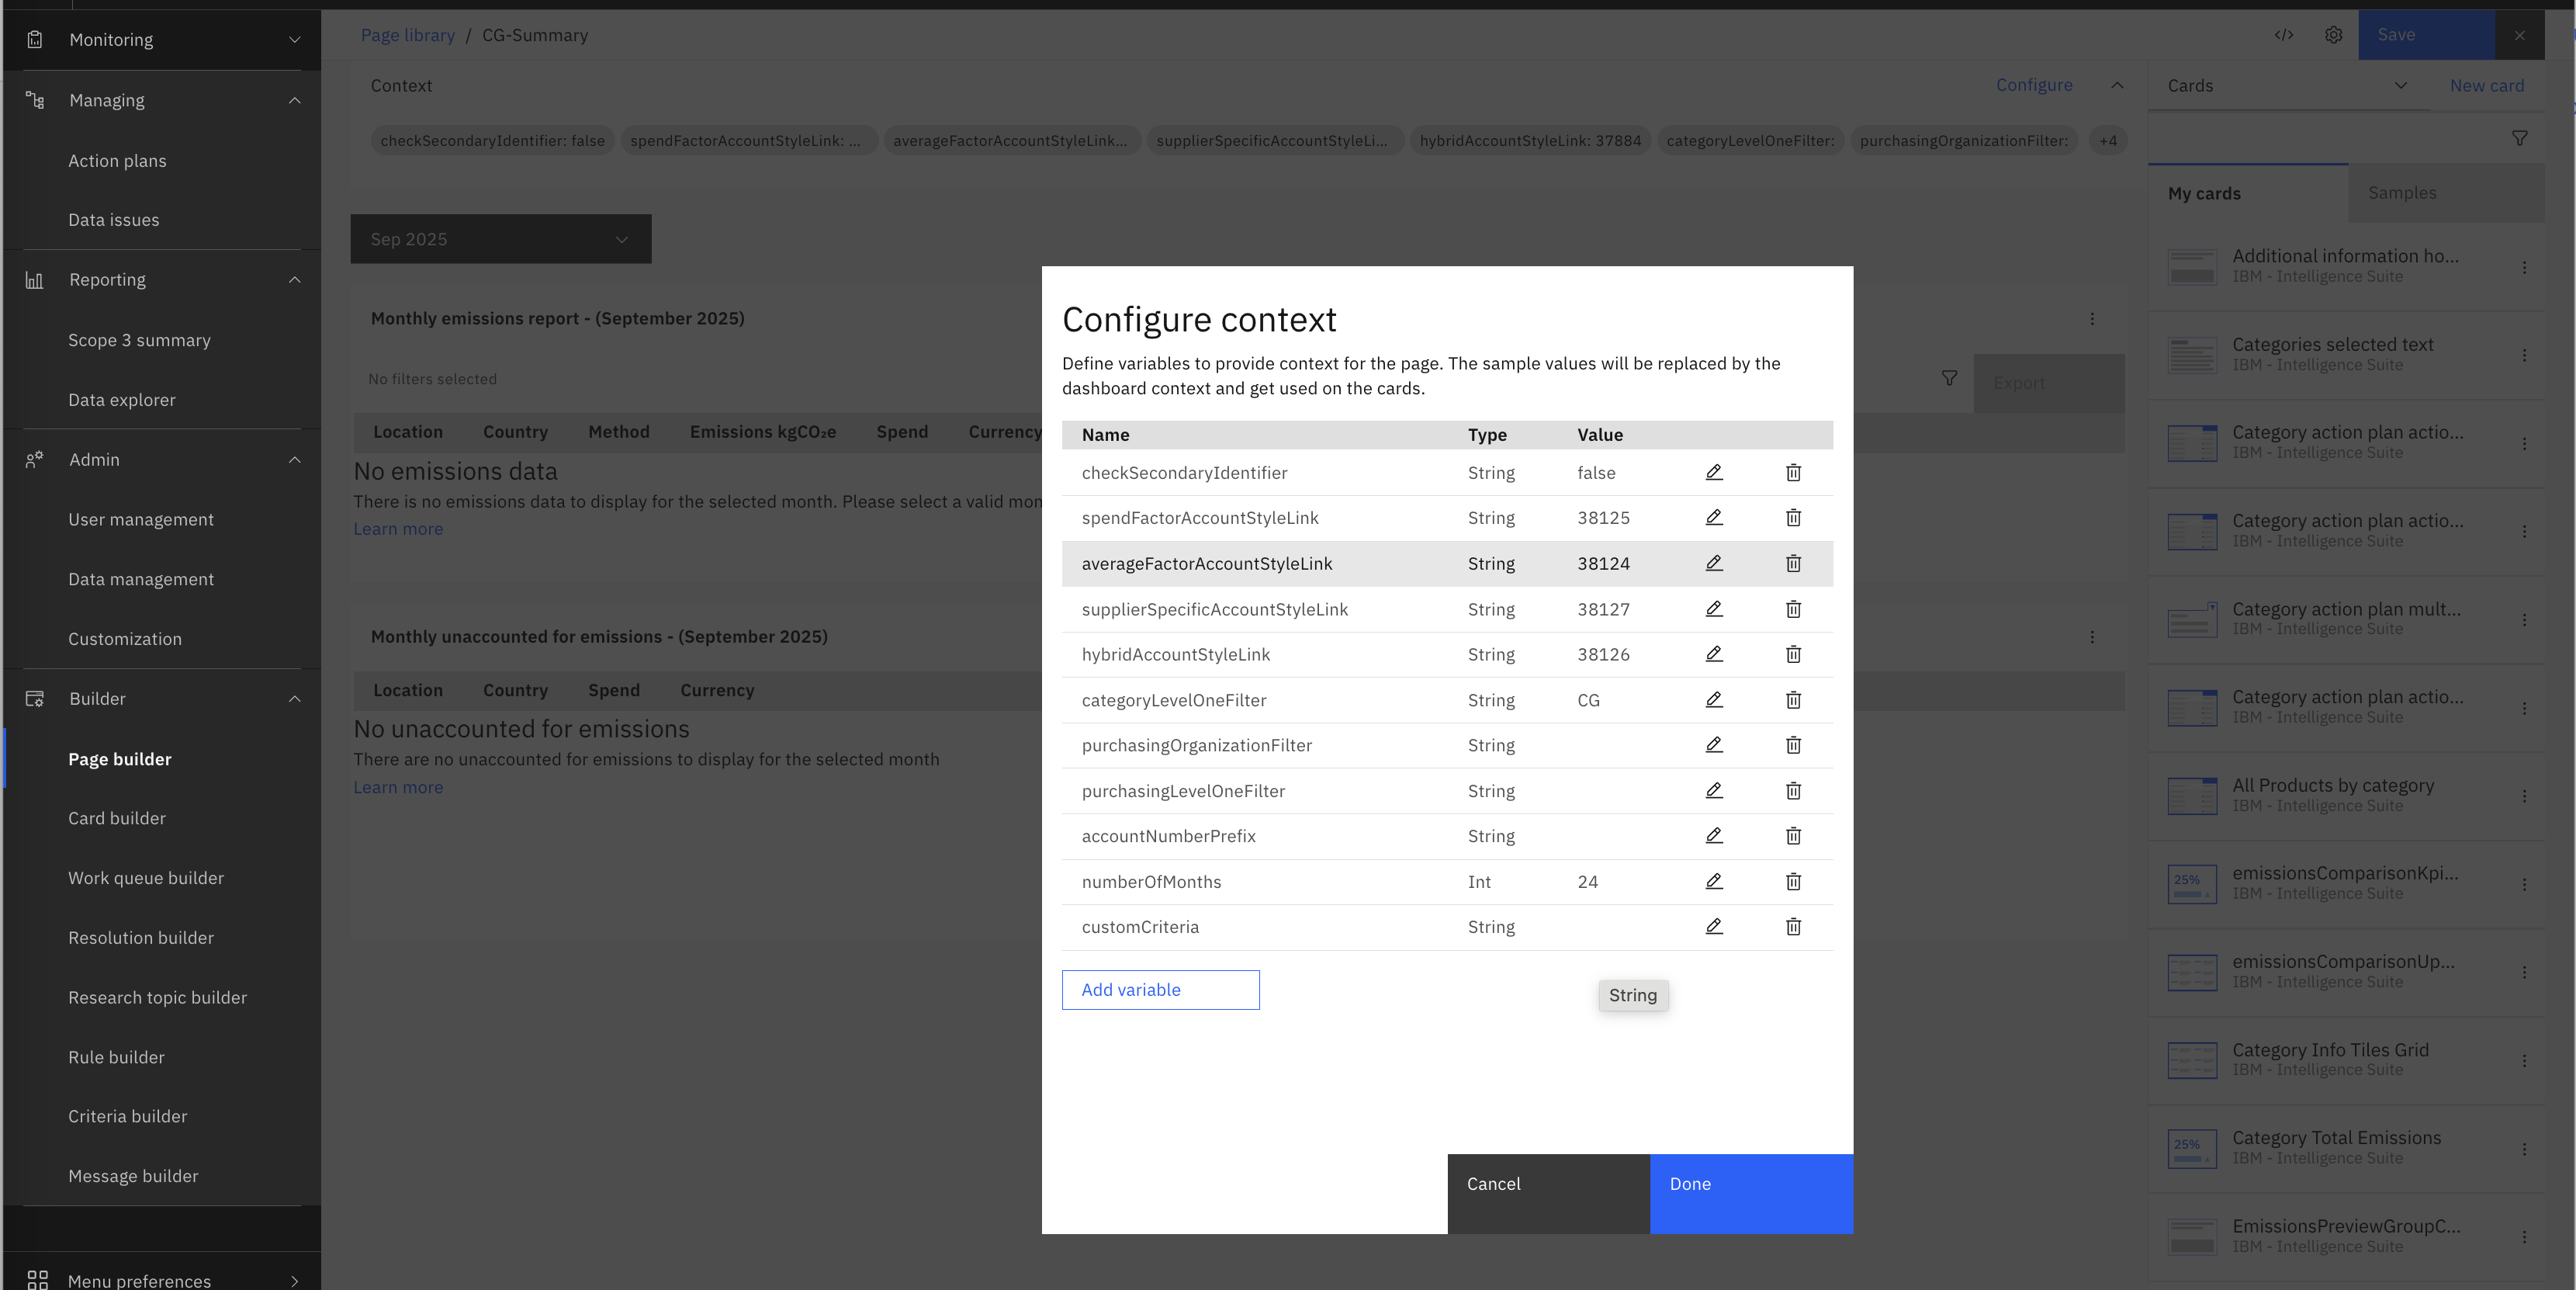 Monitoring
Managing
Action plans
Data issues
Reporting
Scope 3 summary
Data explorer
Admin
User management
Data management
Customization
Builder
Page builder
Card builder
Work queue builder
Resolution builder
Research topic builder
Rule builder
Criteria builder
Message builder
Menu preferences
Page library / CG-Summary
Save
Context
Configure
checkSecondaryIdentifier: false
spendFactorAccountStyleLink: ...
averageFactorAccountStyleLink...
supplierSpecificAccountStyleLi...
hybridAccountStyleLink: 37884
categoryLevelOneFilter:
purchasingOrganizationFilter:
+4
Sep 2025
Monthly emissions report - (September 2025)
No filters selected
Export
Location Country Method Emissions kgCO₂e Spend Currency
No emissions data
There is no emissions data to display for the selected month. Please select a valid mon
Learn more
Monthly unaccounted for emissions - (September 2025)
Location Country Spend Currency
No unaccounted for emissions
There are no unaccounted for emissions to display for the selected month
Learn more
Configure context
Define variables to provide context for the page. The sample values will be replaced by the
dashboard context and get used on the cards.
Name Type Value
checkSecondaryIdentifier String false
spendFactorAccountStyleLink String 38125
averageFactorAccountStyleLink String 38124
supplierSpecificAccountStyleLink String 38127
hybridAccountStyleLink String 38126
categoryLevelOneFilter String CG
purchasingOrganizationFilter String
purchasingLevelOneFilter String
accountNumberPrefix String
numberOfMonths Int 24
customCriteria String
Add variable
String
Cancel
Done
Cards
New card
My cards
Samples
Additional information ho...
IBM - Intelligence Suite
Categories selected text
IBM - Intelligence Suite
Category action plan actio...
IBM - Intelligence Suite
Category action plan actio...
IBM - Intelligence Suite
Category action plan mult...
IBM - Intelligence Suite
Category action plan actio...
IBM - Intelligence Suite
All Products by category
IBM - Intelligence Suite
25%
emissionsComparisonKpi...
IBM - Intelligence Suite
emissionsComparisonUp...
IBM - Intelligence Suite
Category Info Tiles Grid
IBM - Intelligence Suite
25%
Category Total Emissions
IBM - Intelligence Suite
EmissionsPreviewGroupC...
IBM - Intelligence Suite